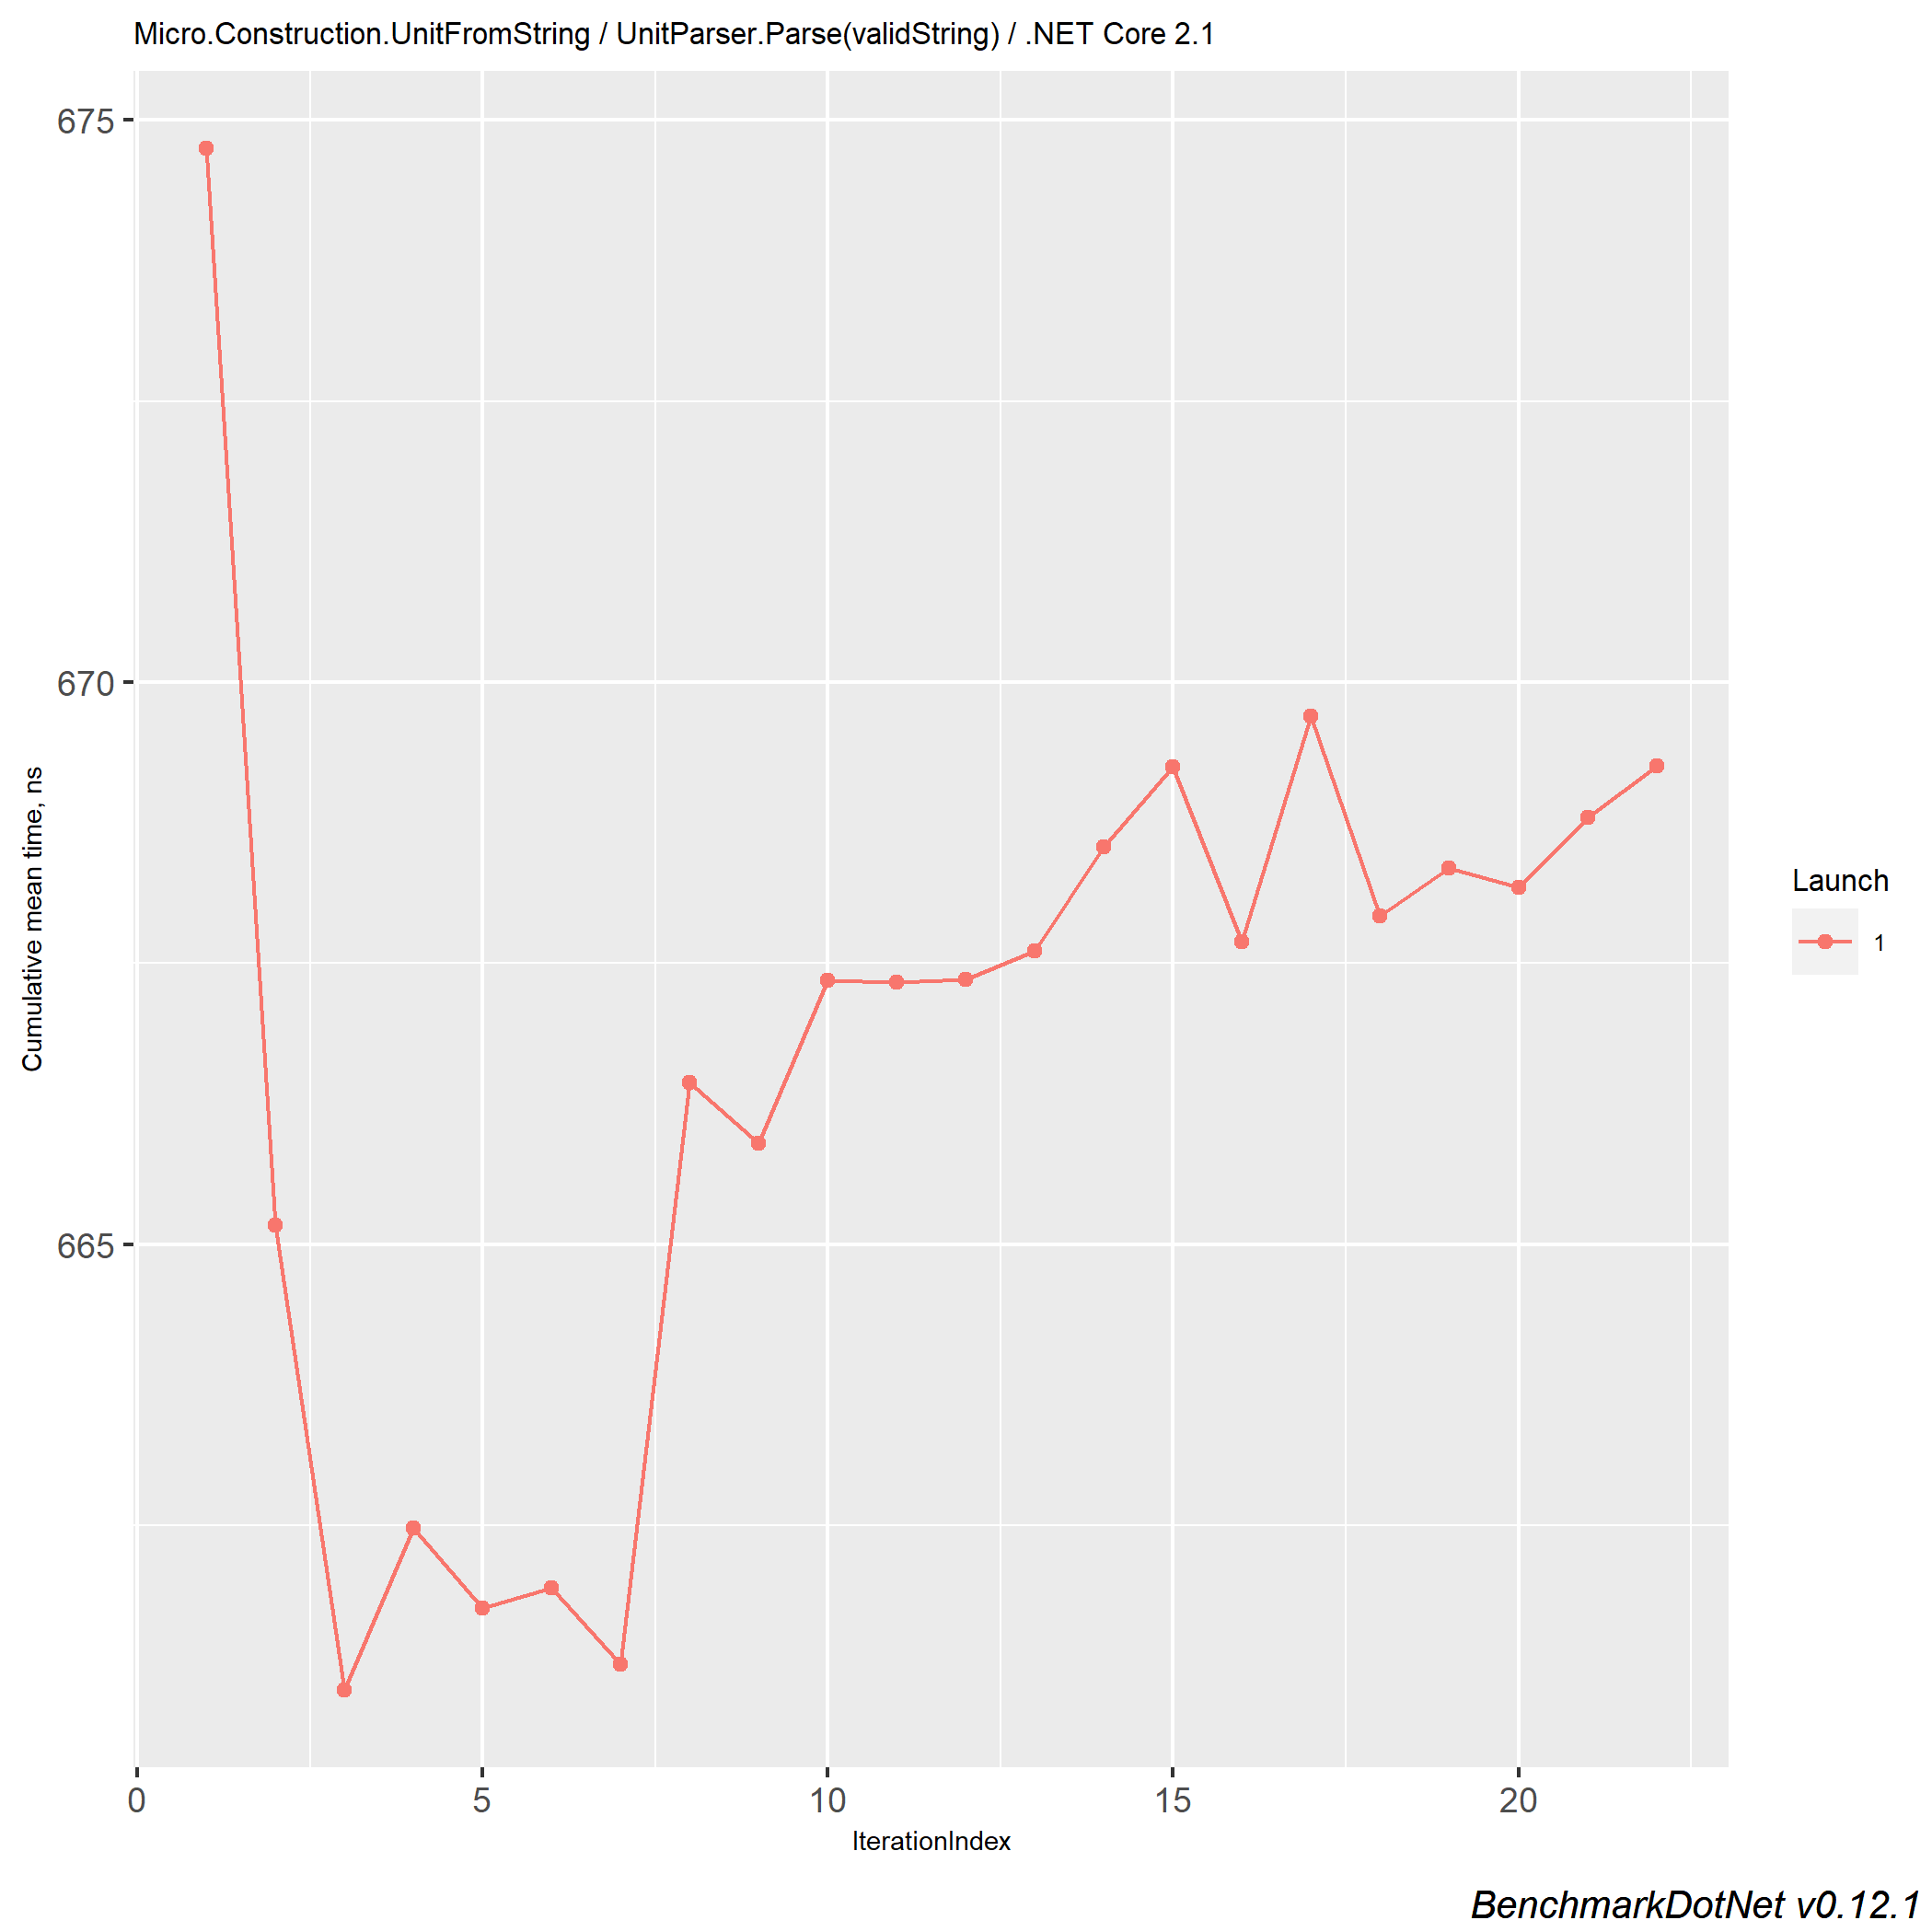 Micro.Construction.UnitFromString / UnitParser.Parse(validString) / .NET Core 2.1
675
670
665
Cumulative mean time, ns
0 5 10 15 20
IterationIndex
Launch
1
BenchmarkDotNet v0.12.1